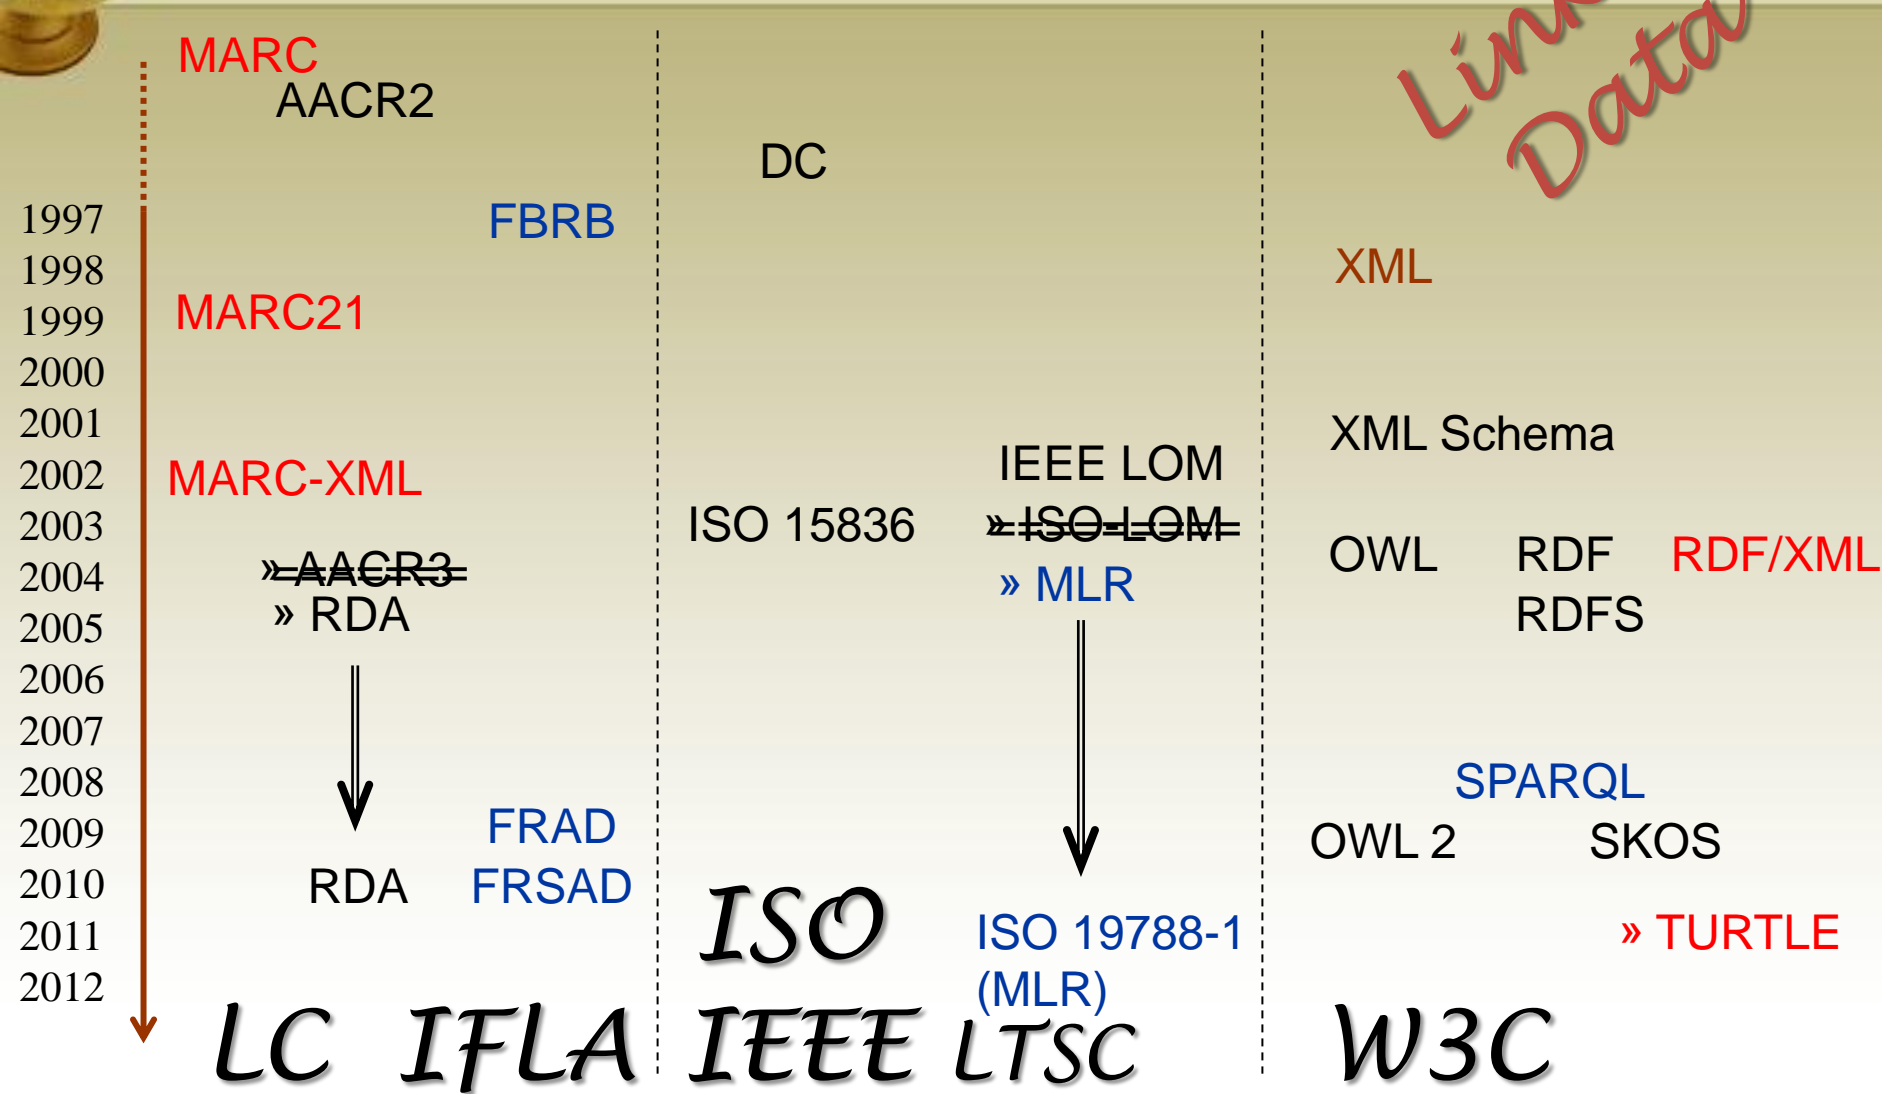 Data
MARC
AACR2
DC
1997 FBRB
1998 XML
1999 MARC21
2000
2001 XML Schema
2002 MARC-XML IEEE LOM
2003 ISO 15836 » ISO-LOM
2004 » AACR3 » MLR OWL RDF RDF/XML
2005 » RDA RDFS
2006
2007
2008 SPARQL
2009 FRAD OWL 2 SKOS
2010 RDA FRSAD
2011 ISO ISO 19788-1 » TURTLE
2012 (MLR)
LC IFLA IEEE LTSC W3C